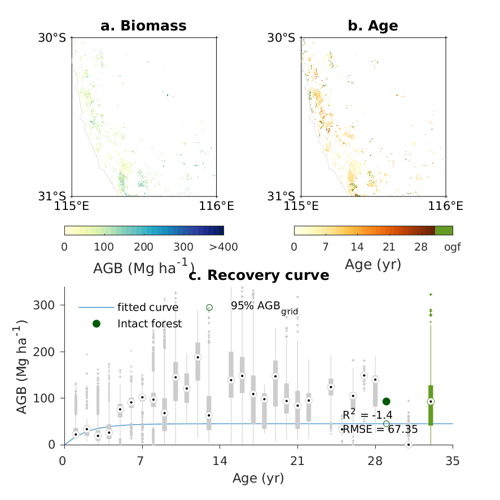 a. Biomass
b. Age
30°S
31°S
115°E
116°E
30°S
31°S
115°E
116°E
0 100 200 300 >400
AGB (Mg ha-1)
0 7 14 21 28 ogf
Age (yr)
c. Recovery curve
300
200
100
0
AGB (Mg ha-1)
fitted curve
Intact forest
95% AGBgrid
R2 = -1.4
RMSE = 67.35
0 7 14 21 28 35
Age (yr)